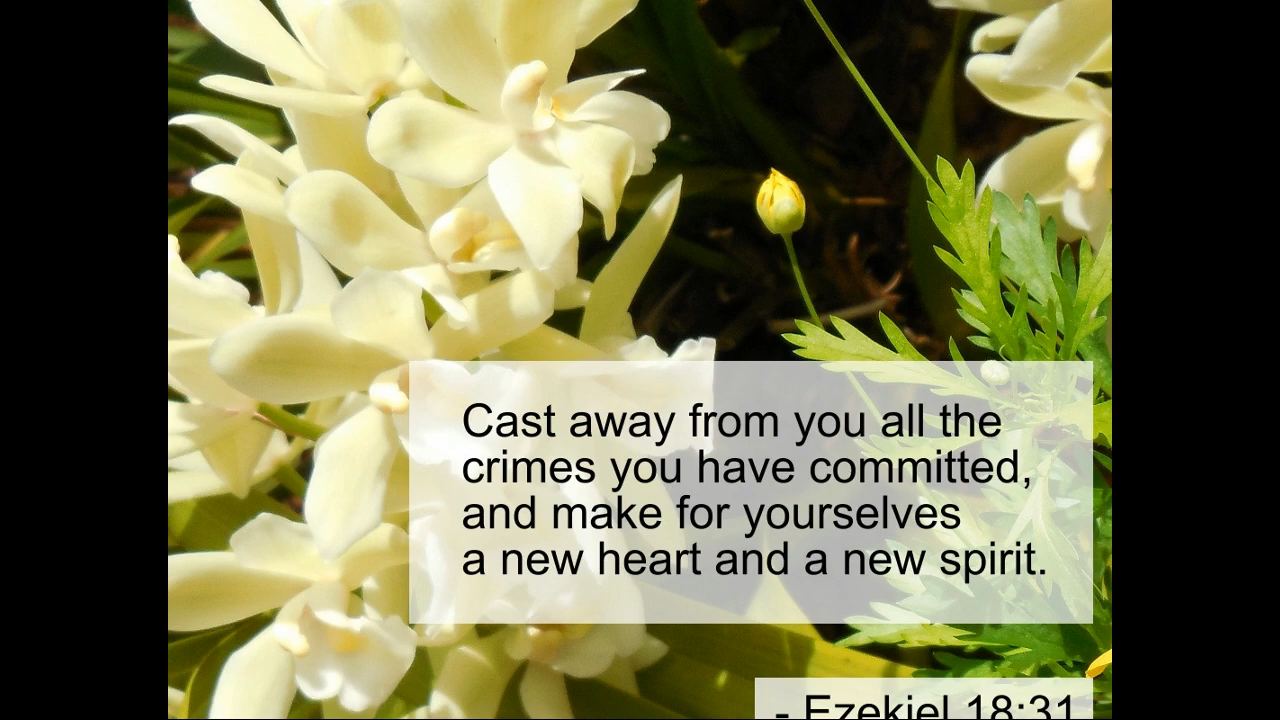 Cast away from you all the
crimes you have committed,
and make for yourselves
a new heart and a new spirit.
- Ezekiel 18:31